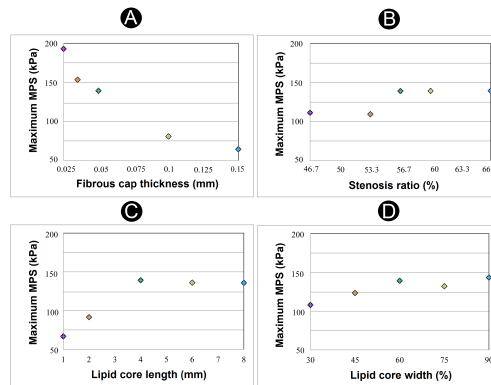 A
Maximum MPS (kPa)
200
150
100
50
0.025 0.05 0.075 0.1 0.125 0.15
Fibrous cap thickness (mm)
B
Maximum MPS (kPa)
200
150
100
50
46.7 50 53.3 56.7 60 63.3 66
Stenosis ratio (%)
C
Maximum MPS (kPa)
200
150
100
50
1 2 3 4 5 6 7 8
Lipid core length (mm)
D
Maximum MPS (kPa)
200
150
100
50
30 45 60 75 90
Lipid core width (%)